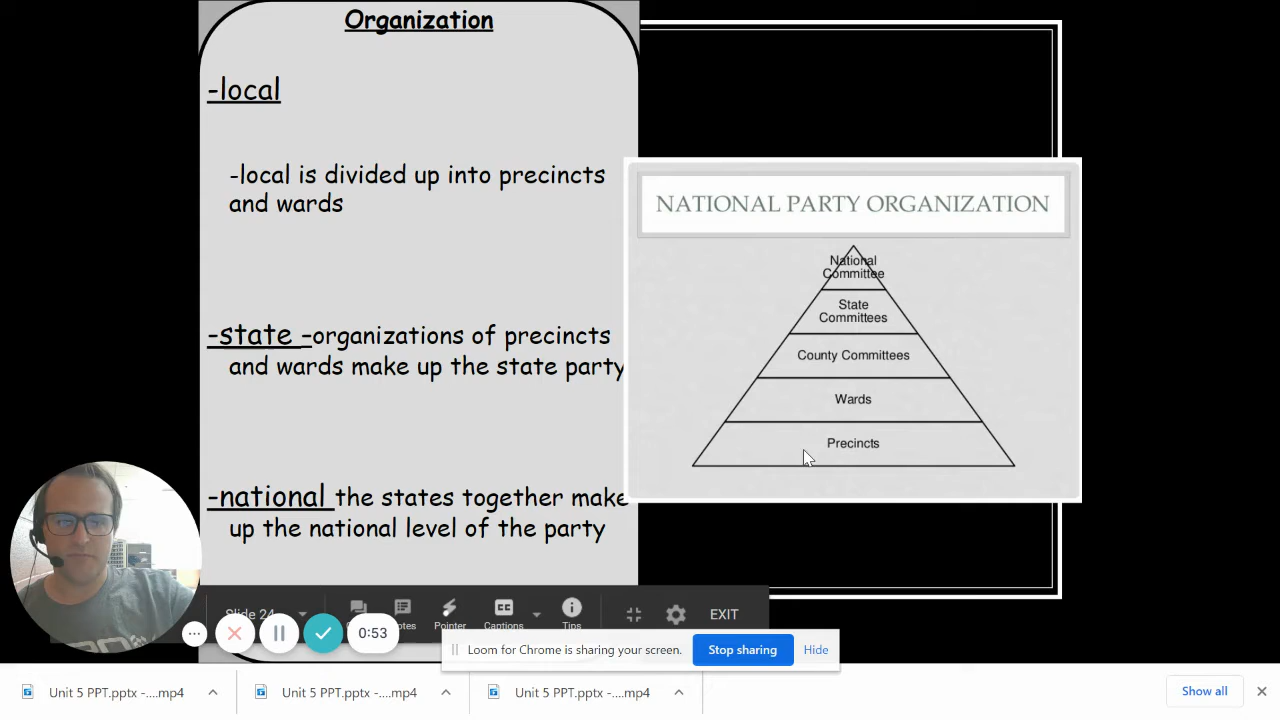 Organization
-local
-local is divided up into precincts
and wards
-state -organizations of precincts
and wards make up the state party
-national the states together make
up the national level of the party
NATIONAL PARTY ORGANIZATION
National
Committee
State
Committees
County Committees
Wards
Precincts
Slide 24
Pointer
Captions
Tips
EXIT
0:53
Loom for Chrome is sharing your screen.
Stop sharing
Hide
Unit 5 PPT.pptx -....mp4
Unit 5 PPT.pptx -....mp4
Unit 5 PPT.pptx -....mp4
Show all